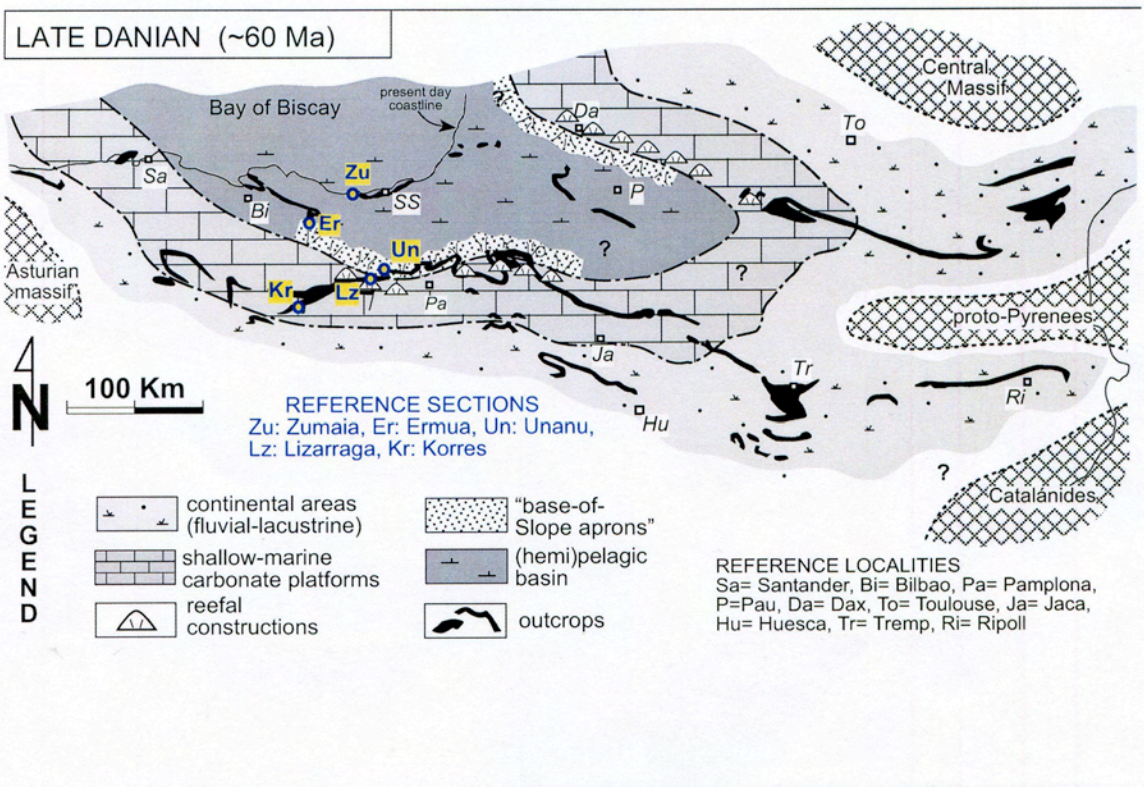 LATE DANIAN (~60 Ma)
Central
Massif
Bay of Biscay
present day
coastline
Da
To
Sa
Zu
SS
P
Bi
Er
?
Un
?
Asturian
massif
Kr
Lz
Pa
proto-Pyrenees
Ja
Tr
Ri
N
100 Km
Hu
REFERENCE SECTIONS
Zu: Zumaia, Er: Ermua, Un: Unanu,
Lz: Lizarraga, Kr: Korres
?
Catalánides
LEGEND
continental areas
(fluvial-lacustrine)
shallow-marine
carbonate platforms
reefal
constructions
"base-of-
Slope aprons"
(hemi)pelagic
basin
outcrops
REFERENCE LOCALITIES
Sa= Santander, Bi= Bilbao, Pa= Pamplona,
P=Pau, Da= Dax, To= Toulouse, Ja= Jaca,
Hu= Huesca, Tr= Tremp, Ri= Ripoll